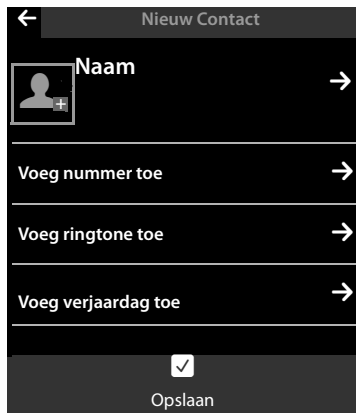 Nieuw Contact
Naam
Voeg nummer toe
Voeg ringtone toe
Voeg verjaardag toe
Opslaan